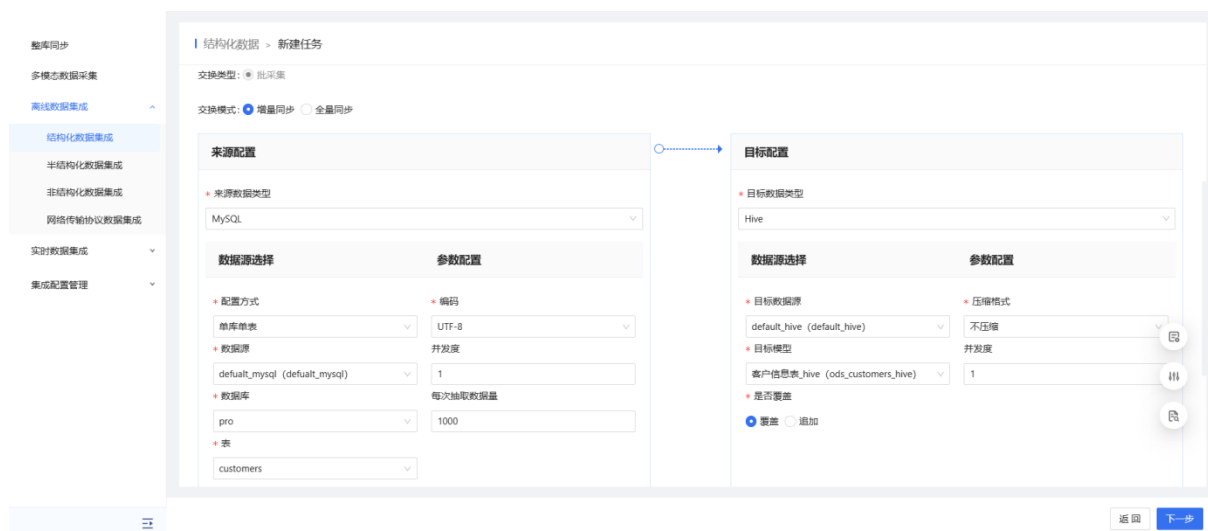 整库同步
多模态数据采集
离线数据集成
结构化数据集成
半结构化数据集成
非结构化数据集成
网络传输协议数据集成
实时数据集成
集成配置管理
结构化数据 > 新建任务
交换类型: 批采集
交换模式: 增量同步 全量同步
来源配置
* 来源数据类型
MySQL
数据源选择 参数配置
* 配置方式 * 编码
单库单表 UTF-8
* 数据源 并发度
defualt_mysql (defualt_mysql) 1
* 数据库 每次抽取数据量
pro 1000
* 表
customers
目标配置
* 目标数据类型
Hive
数据源选择 参数配置
* 目标数据源 * 压缩格式
default_hive (default_hive) 不压缩
* 目标模型 并发度
客户信息表_hive (ods_customers_hive) 1
* 是否覆盖
覆盖 追加
返回 下一步